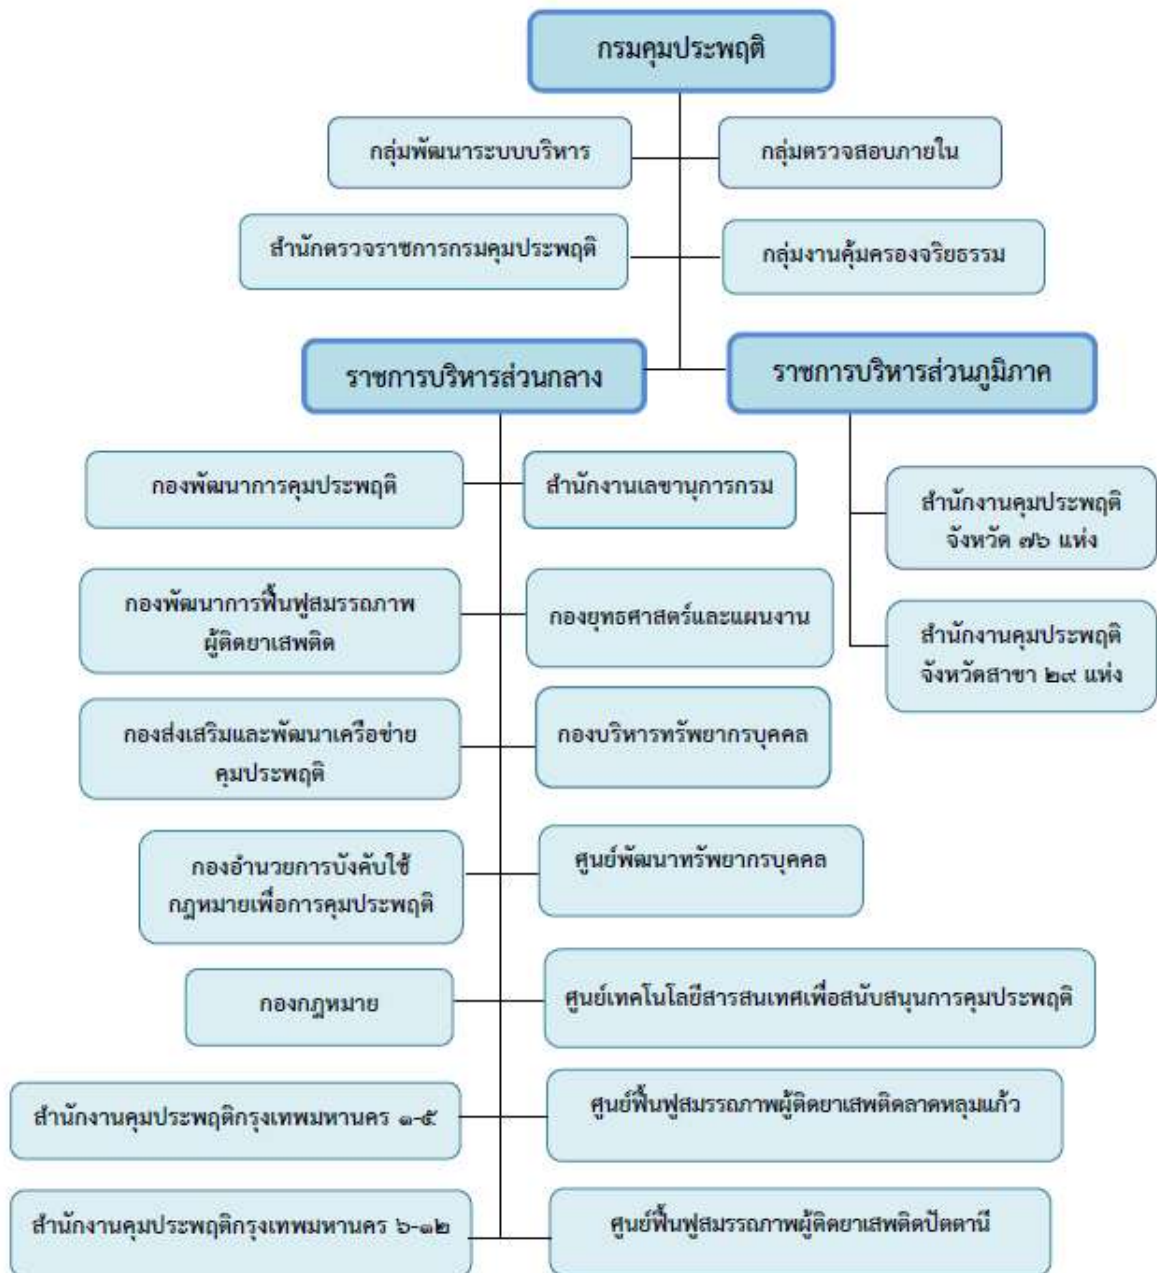 กรมคุมประพฤติ
กลุ่มพัฒนาระบบบริหาร
กลุ่มตรวจสอบภายใน
สำนักตรวจราชการกรมคุมประพฤติ
กลุ่มงานคุ้มครองจริยธรรม
ราชการบริหารส่วนกลาง
ราชการบริหารส่วนภูมิภาค
กองพัฒนาการคุมประพฤติ
สำนักงานเลขานุการกรม
สำนักงานคุมประพฤติ
จังหวัด ๗๖ แห่ง
กองพัฒนาการฟื้นฟูสมรรถภาพ
ผู้ติดยาเสพติด
กองยุทธศาสตร์และแผนงาน
สำนักงานคุมประพฤติ
จังหวัดสาขา ๒๙ แห่ง
กองส่งเสริมและพัฒนาเครือข่าย
คุมประพฤติ
กองบริหารทรัพยากรบุคคล
กองอำนวยการบังคับใช้
กฎหมายเพื่อการคุมประพฤติ
ศูนย์พัฒนาทรัพยากรบุคคล
กองกฎหมาย
ศูนย์เทคโนโลยีสารสนเทศเพื่อสนับสนุนการคุมประพฤติ
สำนักงานคุมประพฤติกรุงเทพมหานคร ๑-๕
ศูนย์ฟื้นฟูสมรรถภาพผู้ติดยาเสพติดลาดหลุมแก้ว
สำนักงานคุมประพฤติกรุงเทพมหานคร ๖-๑๒
ศูนย์ฟื้นฟูสมรรถภาพผู้ติดยาเสพติดปัตตานี